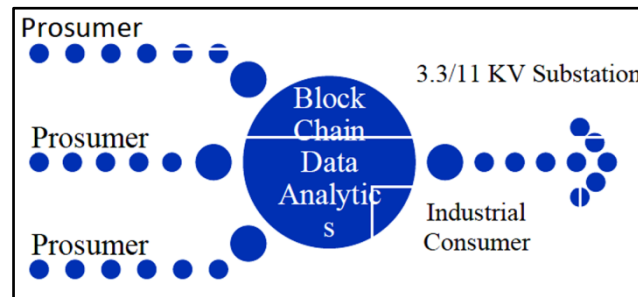 Prosumer
Prosumer
Prosumer
Block
Chain
Data
Analytic
s
3.3/11 KV Substation
Industrial
Consumer